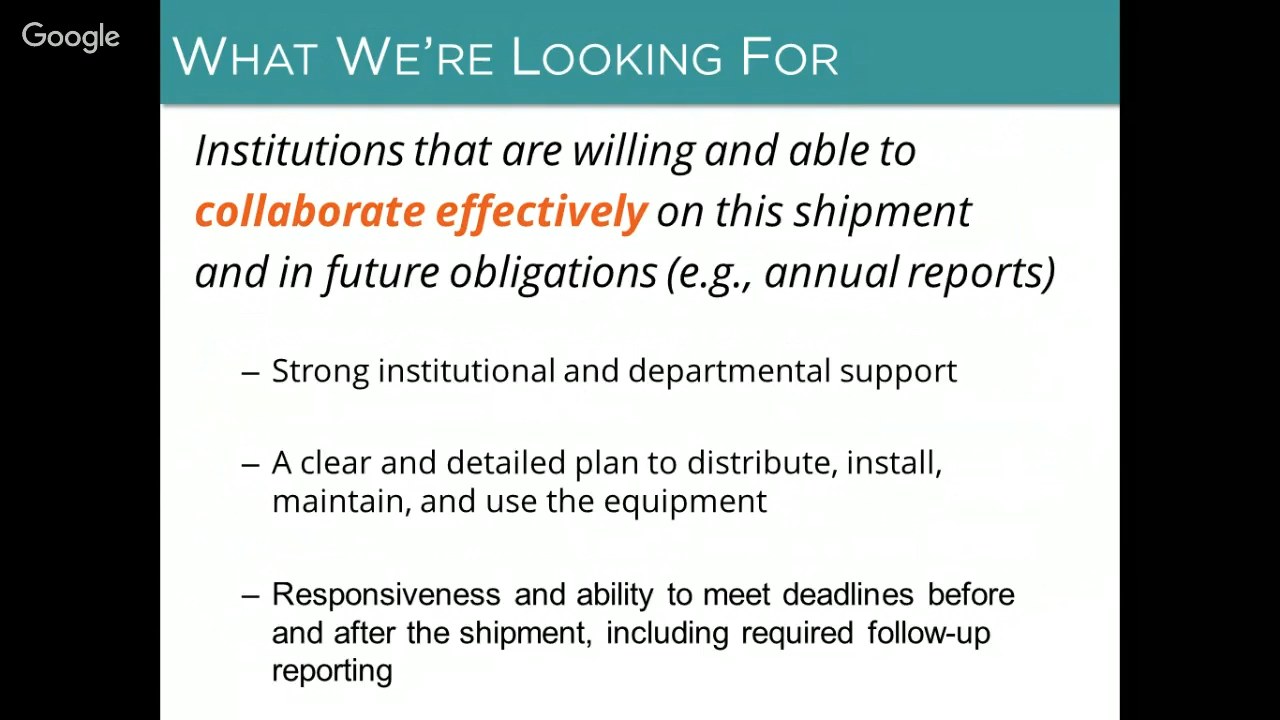 Google
WHAT WE'RE LOOKING FOR
Institutions that are willing and able to
collaborate effectively on this shipment
and in future obligations (e.g., annual reports)
– Strong institutional and departmental support
– A clear and detailed plan to distribute, install,
maintain, and use the equipment
– Responsiveness and ability to meet deadlines before
and after the shipment, including required follow-up
reporting